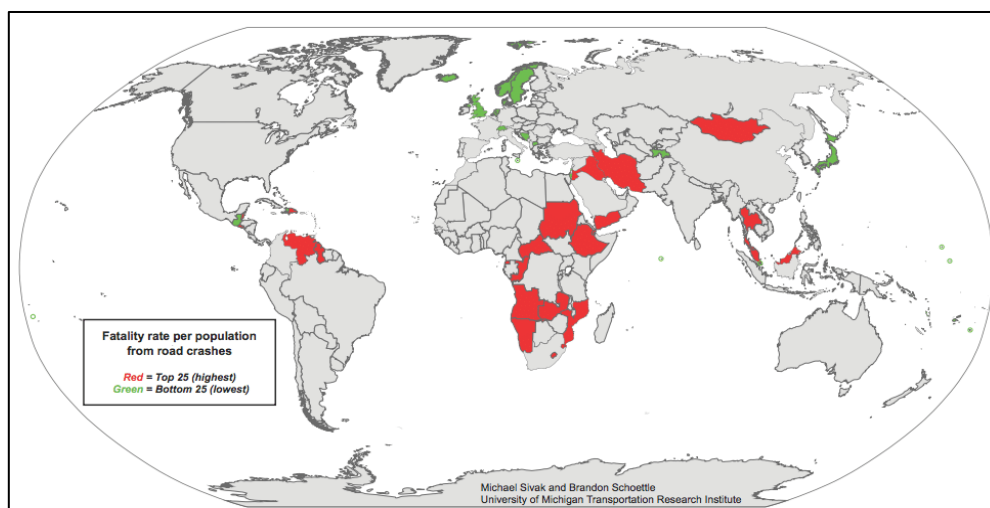 Fatality rate per population
from road crashes
Red = Top 25 (highest)
Green = Bottom 25 (lowest)
Michael Sivak and Brandon Schoettle
University of Michigan Transportation Research Institute